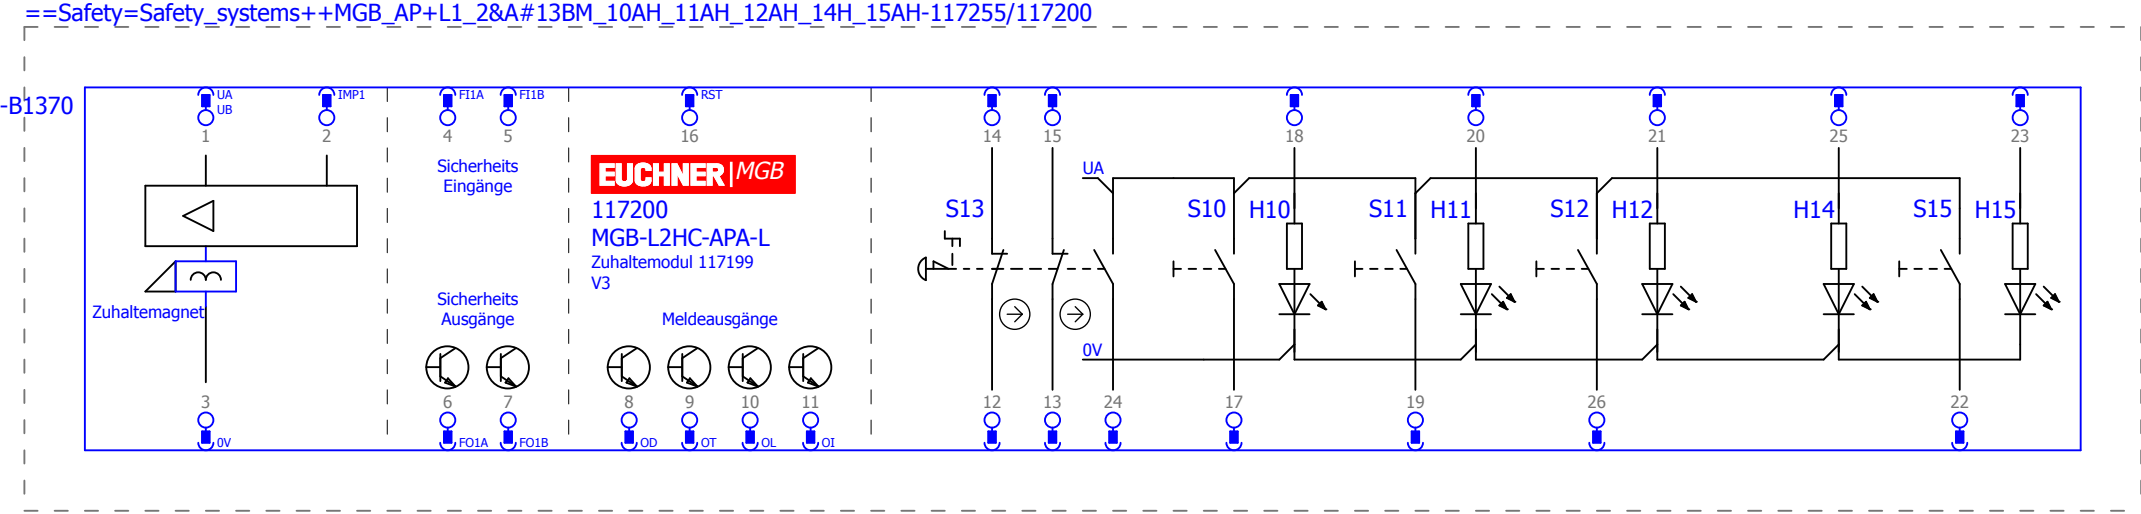 ==Safety=Safety_systems++MGB_AP+L1_2&A#13BM_10AH_11AH_12AH_14H_15AH-117255/117200
-B1370
UA
UB
IMP1
FI1A
FI1B
RST
1
2
4
5
16
14
15
18
20
21
25
23
Sicherheits
Eingänge
EUCHNER|MGB
117200
MGB-L2HC-APA-L
Zuhaltemodul 117199
V3
UA
S13
S10
H10
S11
H11
S12
H12
H14
S15
H15
Zuhaltemagnet
Sicherheits
Ausgänge
Meldeausgänge
0V
3
6
7
8
9
10
11
12
13
24
17
19
26
22
0V
FO1A
FO1B
OD
OT
OL
OI